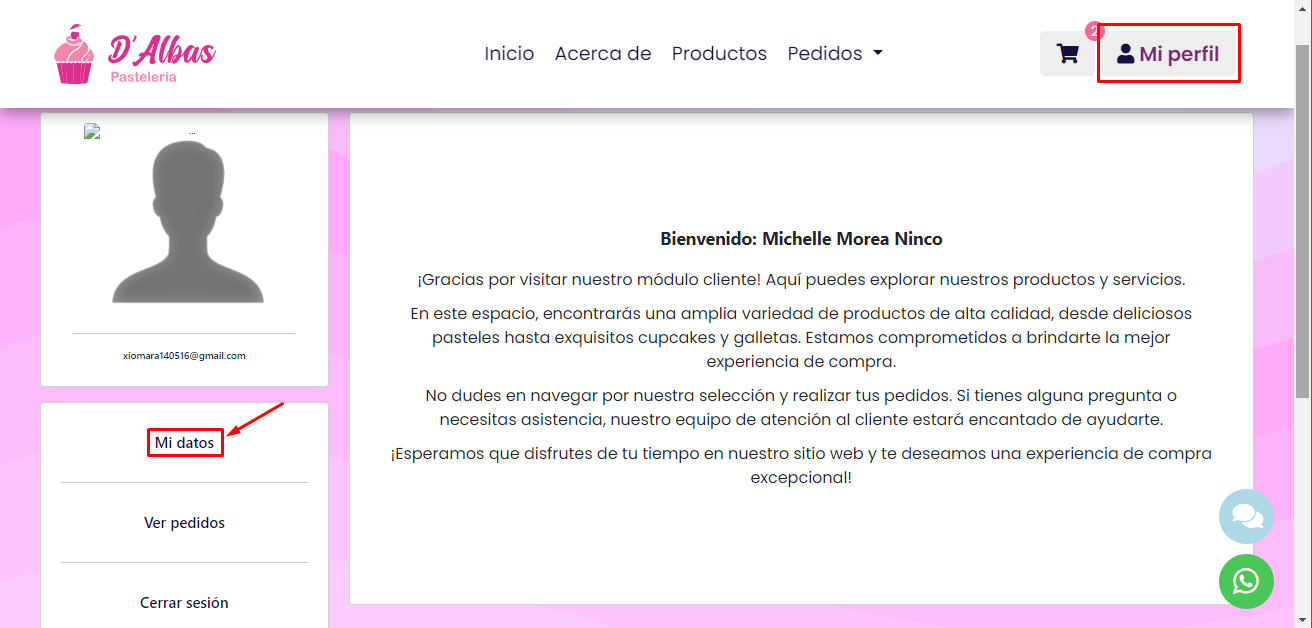 D'Albas
Pastelería
Inicio
Acerca de
Productos
Pedidos
2
Mi perfil
...
xiomara140516@gmail.com
Mi datos
Ver pedidos
Cerrar sesión
Bienvenido: Michelle Morea Ninco
¡Gracias por visitar nuestro módulo cliente! Aquí puedes explorar nuestros productos y servicios.
En este espacio, encontrarás una amplia variedad de productos de alta calidad, desde deliciosos
pasteles hasta exquisitos cupcakes y galletas. Estamos comprometidos a brindarte la mejor
experiencia de compra.
No dudes en navegar por nuestra selección y realizar tus pedidos. Si tienes alguna pregunta o
necesitas asistencia, nuestro equipo de atención al cliente estará encantado de ayudarte.
¡Esperamos que disfrutes de tu tiempo en nuestro sitio web y te deseamos una experiencia de compra
excepcional!